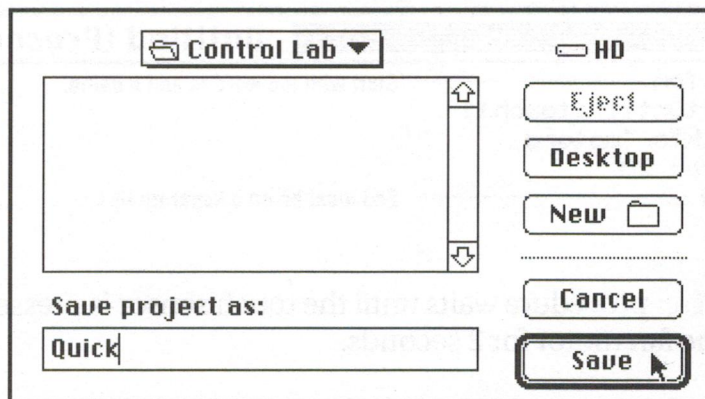 Control Lab
HD
Eject
Desktop
New
Save project as:
Quick
Cancel
Save